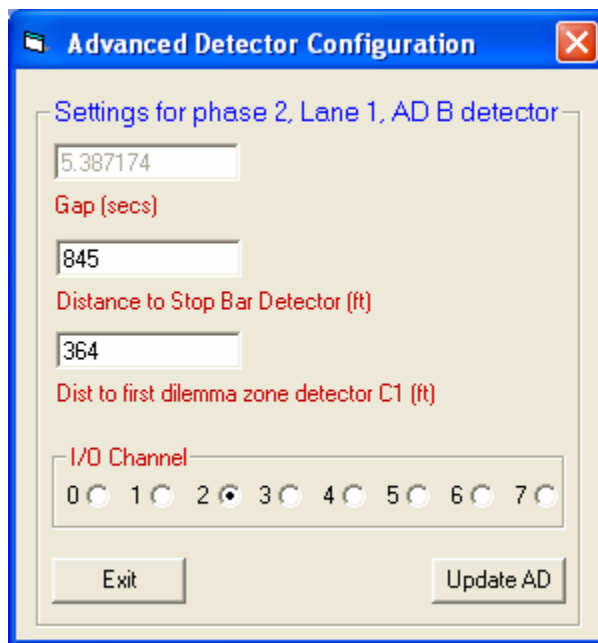 Advanced Detector Configuration
Settings for phase 2, Lane 1, AD B detector
5.387174
Gap (secs)
845
Distance to Stop Bar Detector (ft)
364
Dist to first dilemma zone detector C1 (ft)
I/O Channel
0 1 2 3 4 5 6 7
Exit Update AD